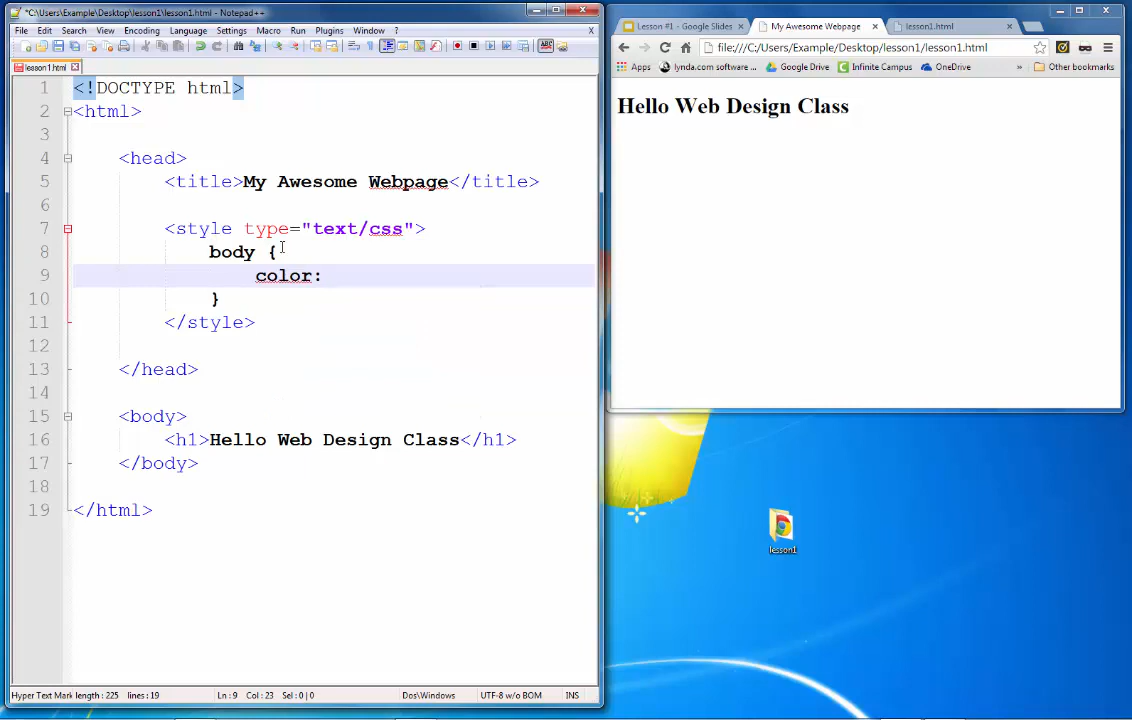 *C:\Users\Example\Desktop\lesson1\lesson1.html - Notepad++
File Edit Search View Encoding Language Settings Macro Run Plugins Window ? X
lesson1.html
1 <!DOCTYPE html>
2 <html>
3
4 <head>
5 <title>My Awesome Webpage</title>
6
7 <style type="text/css">
8 body {
9 color:
10 }
11 </style>
12
13 </head>
14
15 <body>
16 <h1>Hello Web Design Class</h1>
17 </body>
18
19 </html>
Hyper Text Mark length : 225 lines : 19 Ln : 9 Col : 23 Sel : 0 | 0 Dos\Windows UTF-8 w/o BOM INS
Lesson #1 - Google Slides My Awesome Webpage lesson1.html
file:///C:/Users/Example/Desktop/lesson1/lesson1.html
Apps lynda.com software ... Google Drive Infinite Campus OneDrive » Other bookmarks
Hello Web Design Class
lesson1